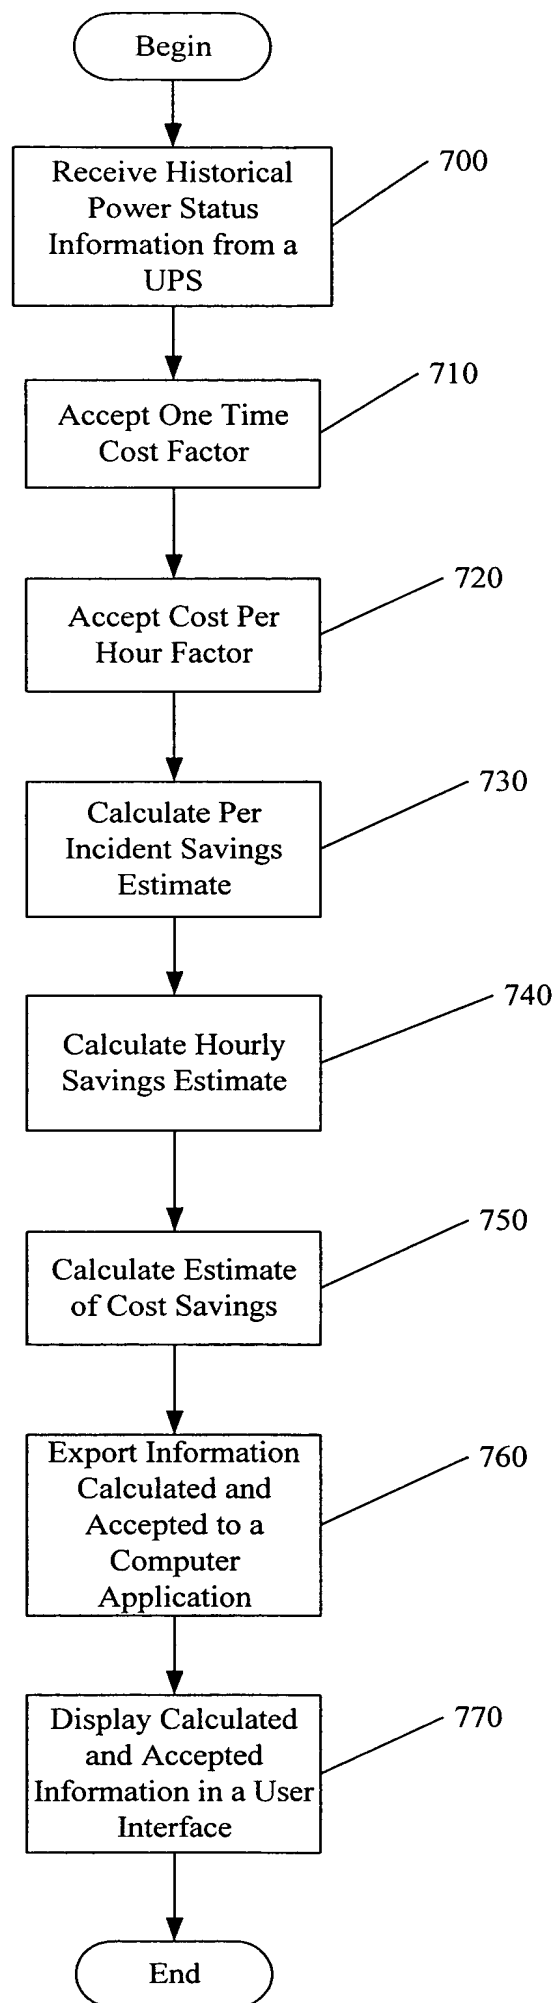 Begin
Receive Historical
Power Status
Information from a
UPS
700
Accept One Time
Cost Factor
710
Accept Cost Per
Hour Factor
720
Calculate Per
Incident Savings
Estimate
730
Calculate Hourly
Savings Estimate
740
Calculate Estimate
of Cost Savings
750
Export Information
Calculated and
Accepted to a
Computer
Application
760
Display Calculated
and Accepted
Information in a User
Interface
770
End